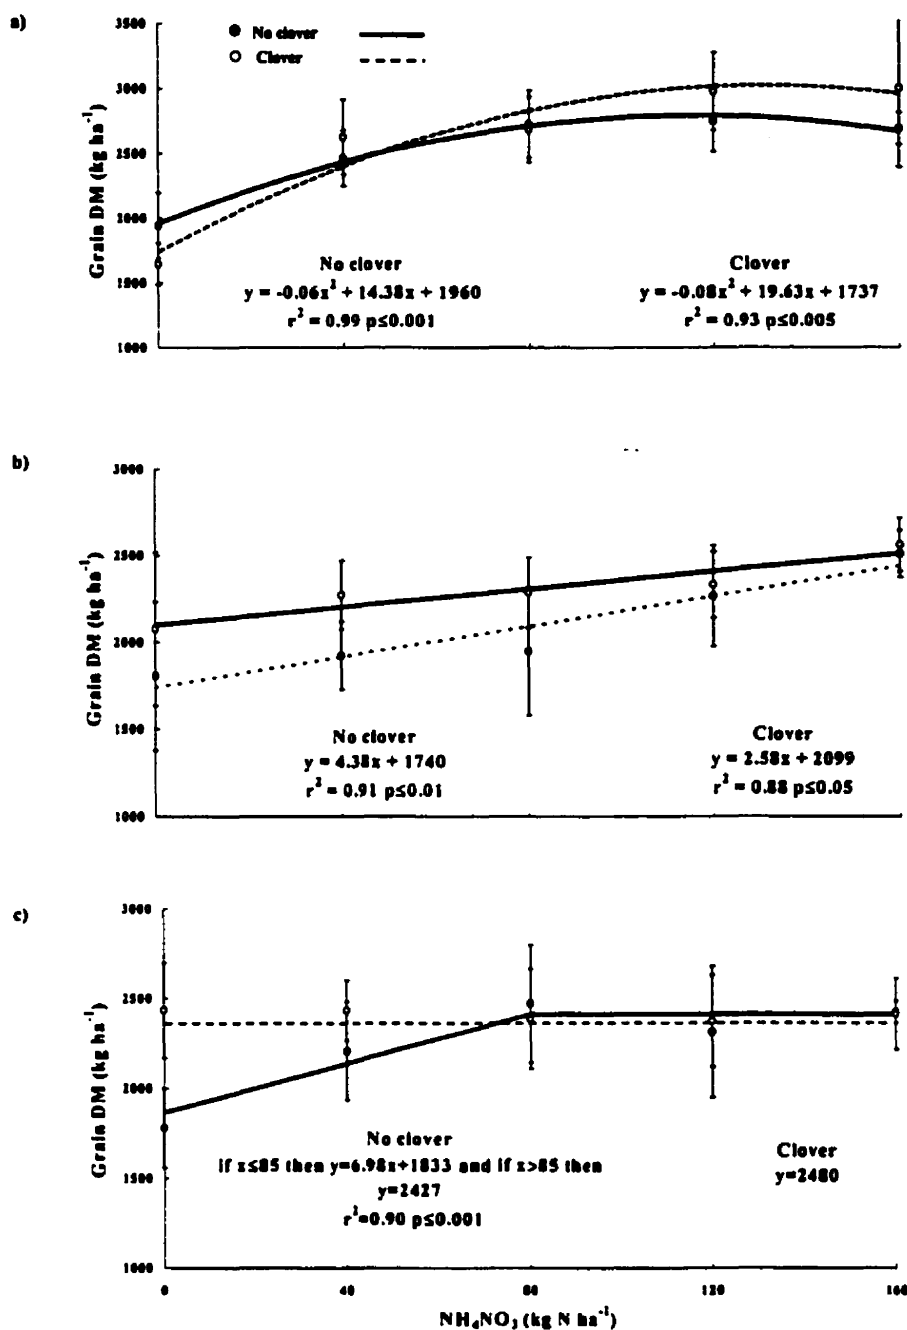 a)
3500
No clover
Clover
3000
2500
2000
1500
1000
Grain DM (kg ha⁻¹)
No clover
y = -0.06x² + 14.38x + 1960
r² = 0.99 p≤0.001
Clover
y = -0.08x² + 19.63x + 1737
r² = 0.93 p≤0.005
b)
3000
2500
2000
1500
1000
Grain DM (kg ha⁻¹)
No clover
y = 4.38x + 1740
r² = 0.91 p≤0.01
Clover
y = 2.58x + 2099
r² = 0.88 p≤0.05
c)
3000
2500
2000
1500
1000
Grain DM (kg ha⁻¹)
No clover
if x≤85 then y=6.98x+1833 and if x>85 then
y=2427
r²=0.90 p≤0.001
Clover
y=2480
0 40 80 120 160
NH₄NO₃ (kg N ha⁻¹)